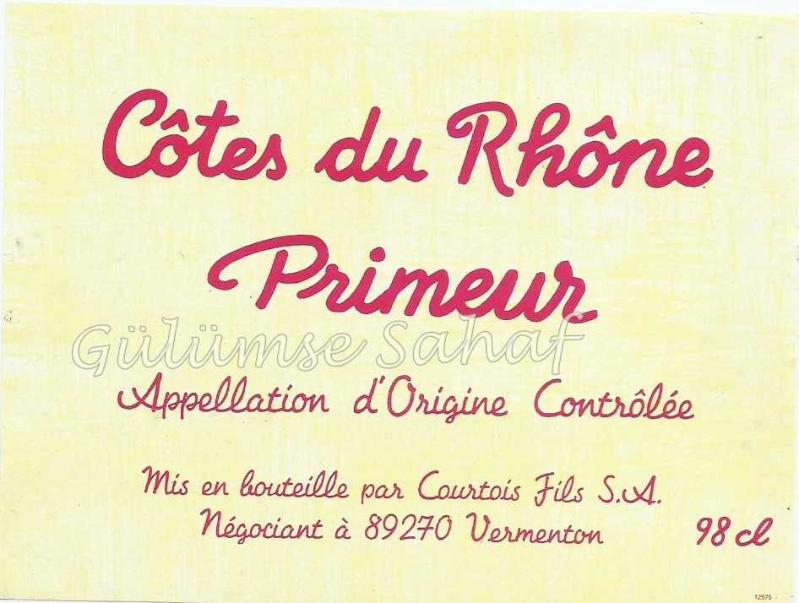 Côtes du Rhône
Primeur
Gülümse Sahaf
Appellation d'Origine Contrôlée
Mis en bouteille par Courtois Fils S.A.
Négociant à 89270 Vermenton
98 cl
12575